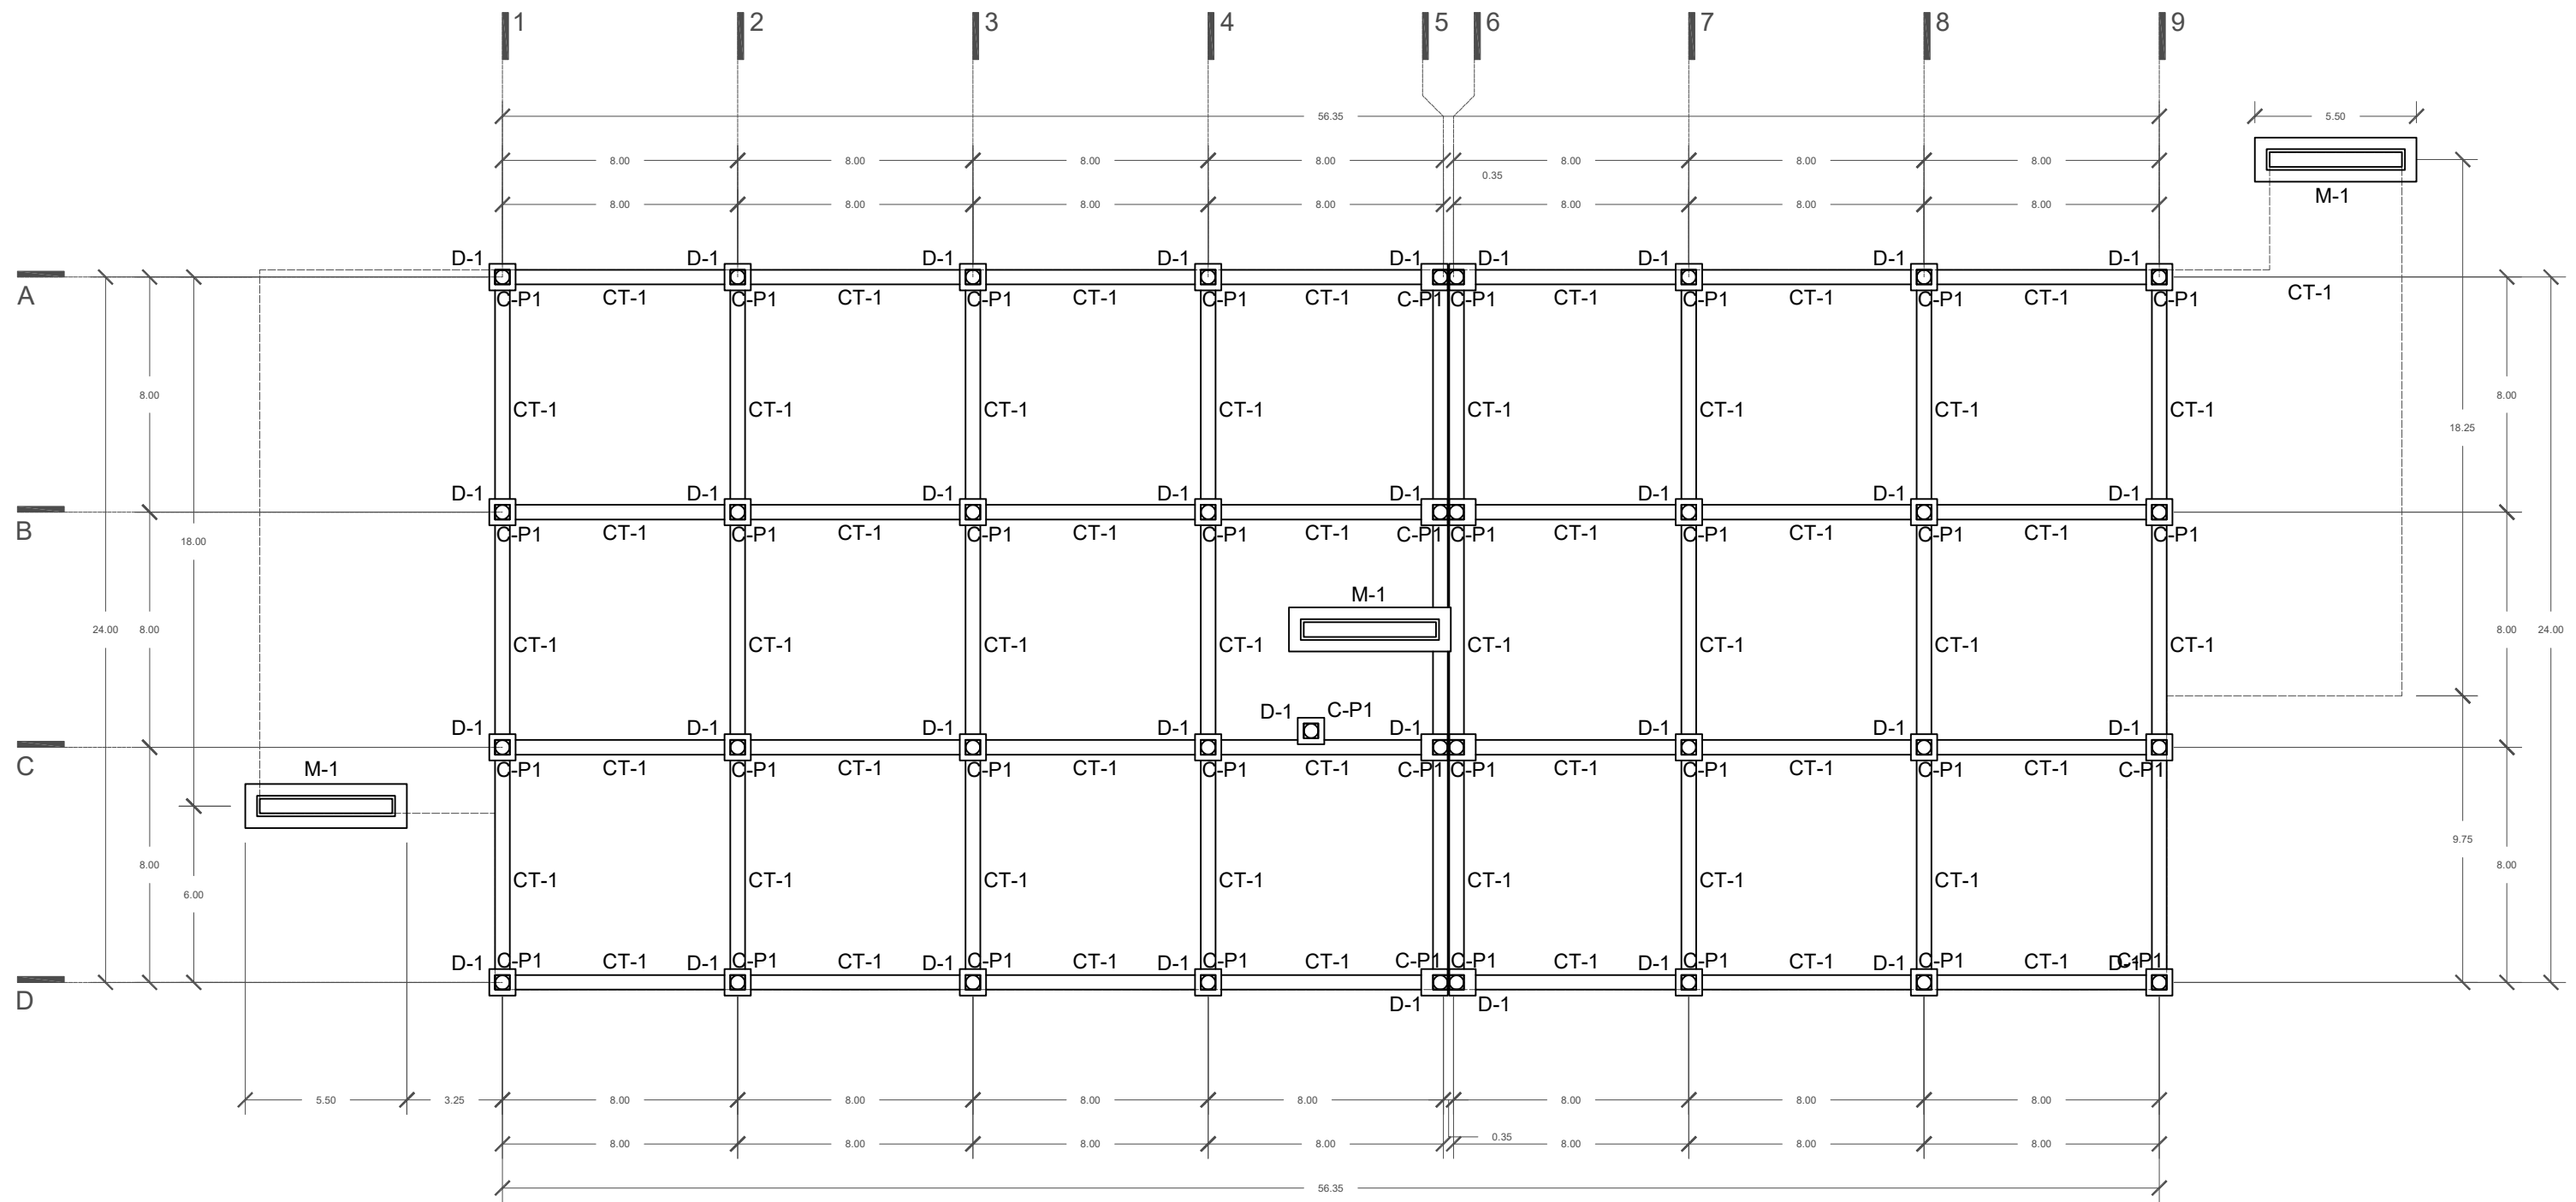 1 2 3 4 5 6 7 8 9
56.35 5.50
8.00 8.00 8.00 8.00 8.00 8.00 8.00
0.35
M-1
8.00 8.00 8.00 8.00 8.00 8.00 8.00
D-1 D-1 D-1 D-1 D-1 D-1 D-1 D-1 D-1
A
C-P1 CT-1 C-P1 CT-1 C-P1 CT-1 C-P1 CT-1 C-P1 C-P1 CT-1 C-P1 CT-1 C-P1 CT-1 C-P1 CT-1
8.00 8.00
CT-1 CT-1 CT-1 CT-1 CT-1 CT-1 CT-1 CT-1
18.25
D-1 D-1 D-1 D-1 D-1 D-1 D-1 D-1
B
C-P1 CT-1 C-P1 CT-1 C-P1 CT-1 C-P1 CT-1 C-P1 C-P1 CT-1 C-P1 CT-1 C-P1 CT-1 C-P1
18.00
M-1
24.00 8.00 8.00 24.00
CT-1 CT-1 CT-1 CT-1 CT-1 CT-1 CT-1 CT-1
D-1 C-P1
D-1 D-1 D-1 D-1 D-1 D-1 D-1 D-1
C
M-1
C-P1 CT-1 C-P1 CT-1 C-P1 CT-1 C-P1 CT-1 C-P1 C-P1 CT-1 C-P1 CT-1 C-P1 CT-1 C-P1
9.75
8.00 8.00
CT-1 CT-1 CT-1 CT-1 CT-1 CT-1 CT-1
6.00
D-1 C-P1 CT-1 D-1 C-P1 CT-1 D-1 C-P1 CT-1 D-1 C-P1 CT-1 C-P1 C-P1 CT-1 D-1 C-P1 CT-1 D-1 C-P1 CT-1 D-1 C-P1
D
D-1 D-1
5.50 3.25 8.00 8.00 8.00 8.00 8.00 8.00 8.00
8.00 8.00 8.00 8.00 0.35 8.00 8.00 8.00
56.35